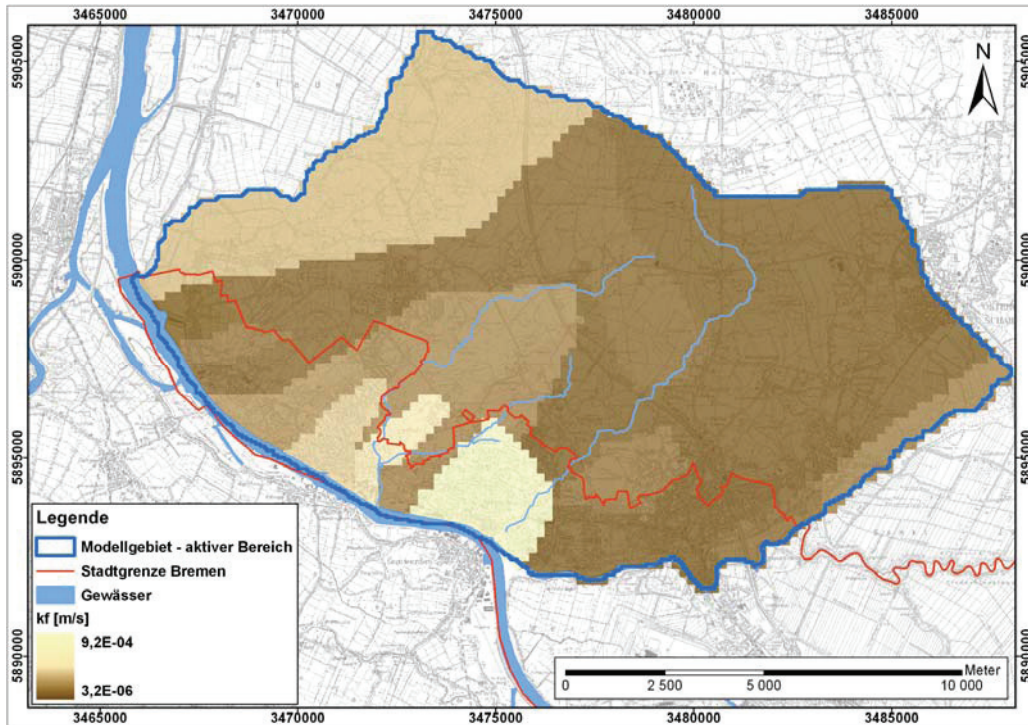 3465000 3470000 3475000 3480000 3485000
5905000 5905000
N
5900000 5900000
5895000 5895000
Legende
Modellgebiet - aktiver Bereich
Stadtgrenze Bremen
Gewässer
kf [m/s]
9,2E-04
3,2E-06
5890000 5890000
Meter
0 2 500 5 000 10 000
3465000 3470000 3475000 3480000 3485000